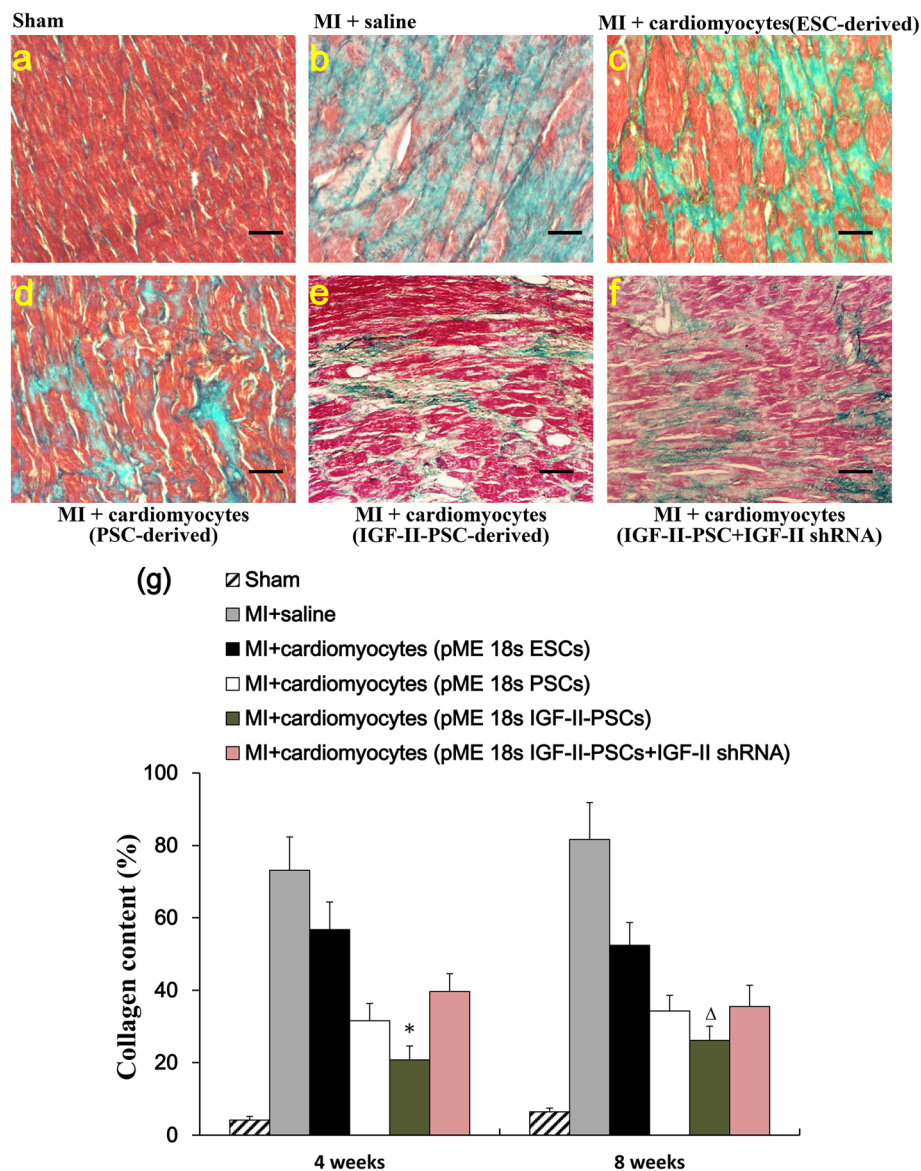 Sham
MI + saline
MI + cardiomyocytes(ESC-derived)
a
b
c
d
e
f
MI + cardiomyocytes
(PSC-derived)
MI + cardiomyocytes
(IGF-II-PSC-derived)
MI + cardiomyocytes
(IGF-II-PSC+IGF-II shRNA)
(g)
Sham
MI+saline
MI+cardiomyocytes (pME 18s ESCs)
MI+cardiomyocytes (pME 18s PSCs)
MI+cardiomyocytes (pME 18s IGF-II-PSCs)
MI+cardiomyocytes (pME 18s IGF-II-PSCs+IGF-II shRNA)
Collagen content (%)
100
80
60
40
20
0
*
Δ
4 weeks
8 weeks